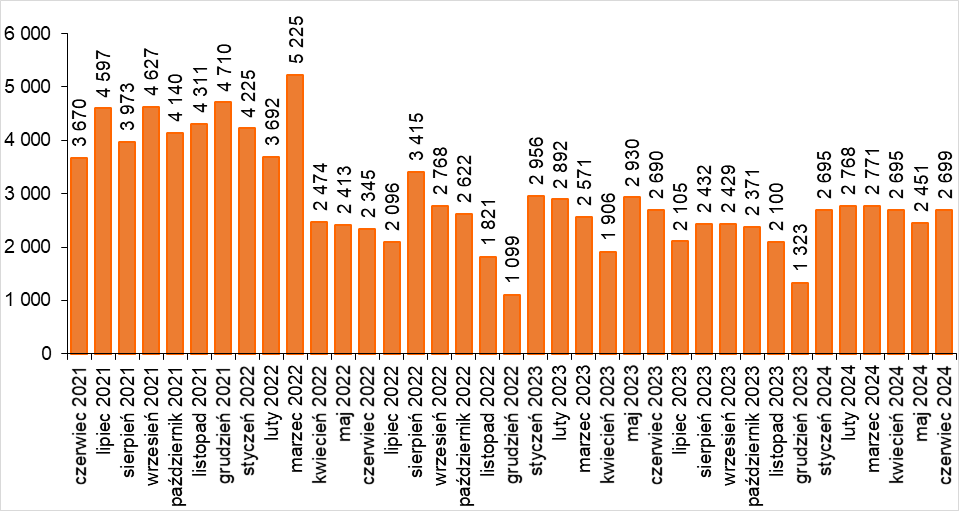 6 000
5 000
4 000
3 000
2 000
1 000
0
3 670
4 597
3 973
4 627
4 140
4 311
4 710
4 225
3 692
5 225
2 474
2 413
2 345
2 096
3 415
2 768
2 622
1 821
1 099
2 956
2 892
2 571
1 906
2 930
2 690
2 105
2 432
2 429
2 371
2 100
1 323
2 695
2 768
2 771
2 695
2 451
2 699
czerwiec 2021
lipiec 2021
sierpień 2021
wrzesień 2021
październik 2021
listopad 2021
grudzień 2021
styczeń 2022
luty 2022
marzec 2022
kwiecień 2022
maj 2022
czerwiec 2022
lipiec 2022
sierpień 2022
wrzesień 2022
październik 2022
listopad 2022
grudzień 2022
styczeń 2023
luty 2023
marzec 2023
kwiecień 2023
maj 2023
czerwiec 2023
lipiec 2023
sierpień 2023
wrzesień 2023
październik 2023
listopad 2023
grudzień 2023
styczeń 2024
luty 2024
marzec 2024
kwiecień 2024
maj 2024
czerwiec 2024